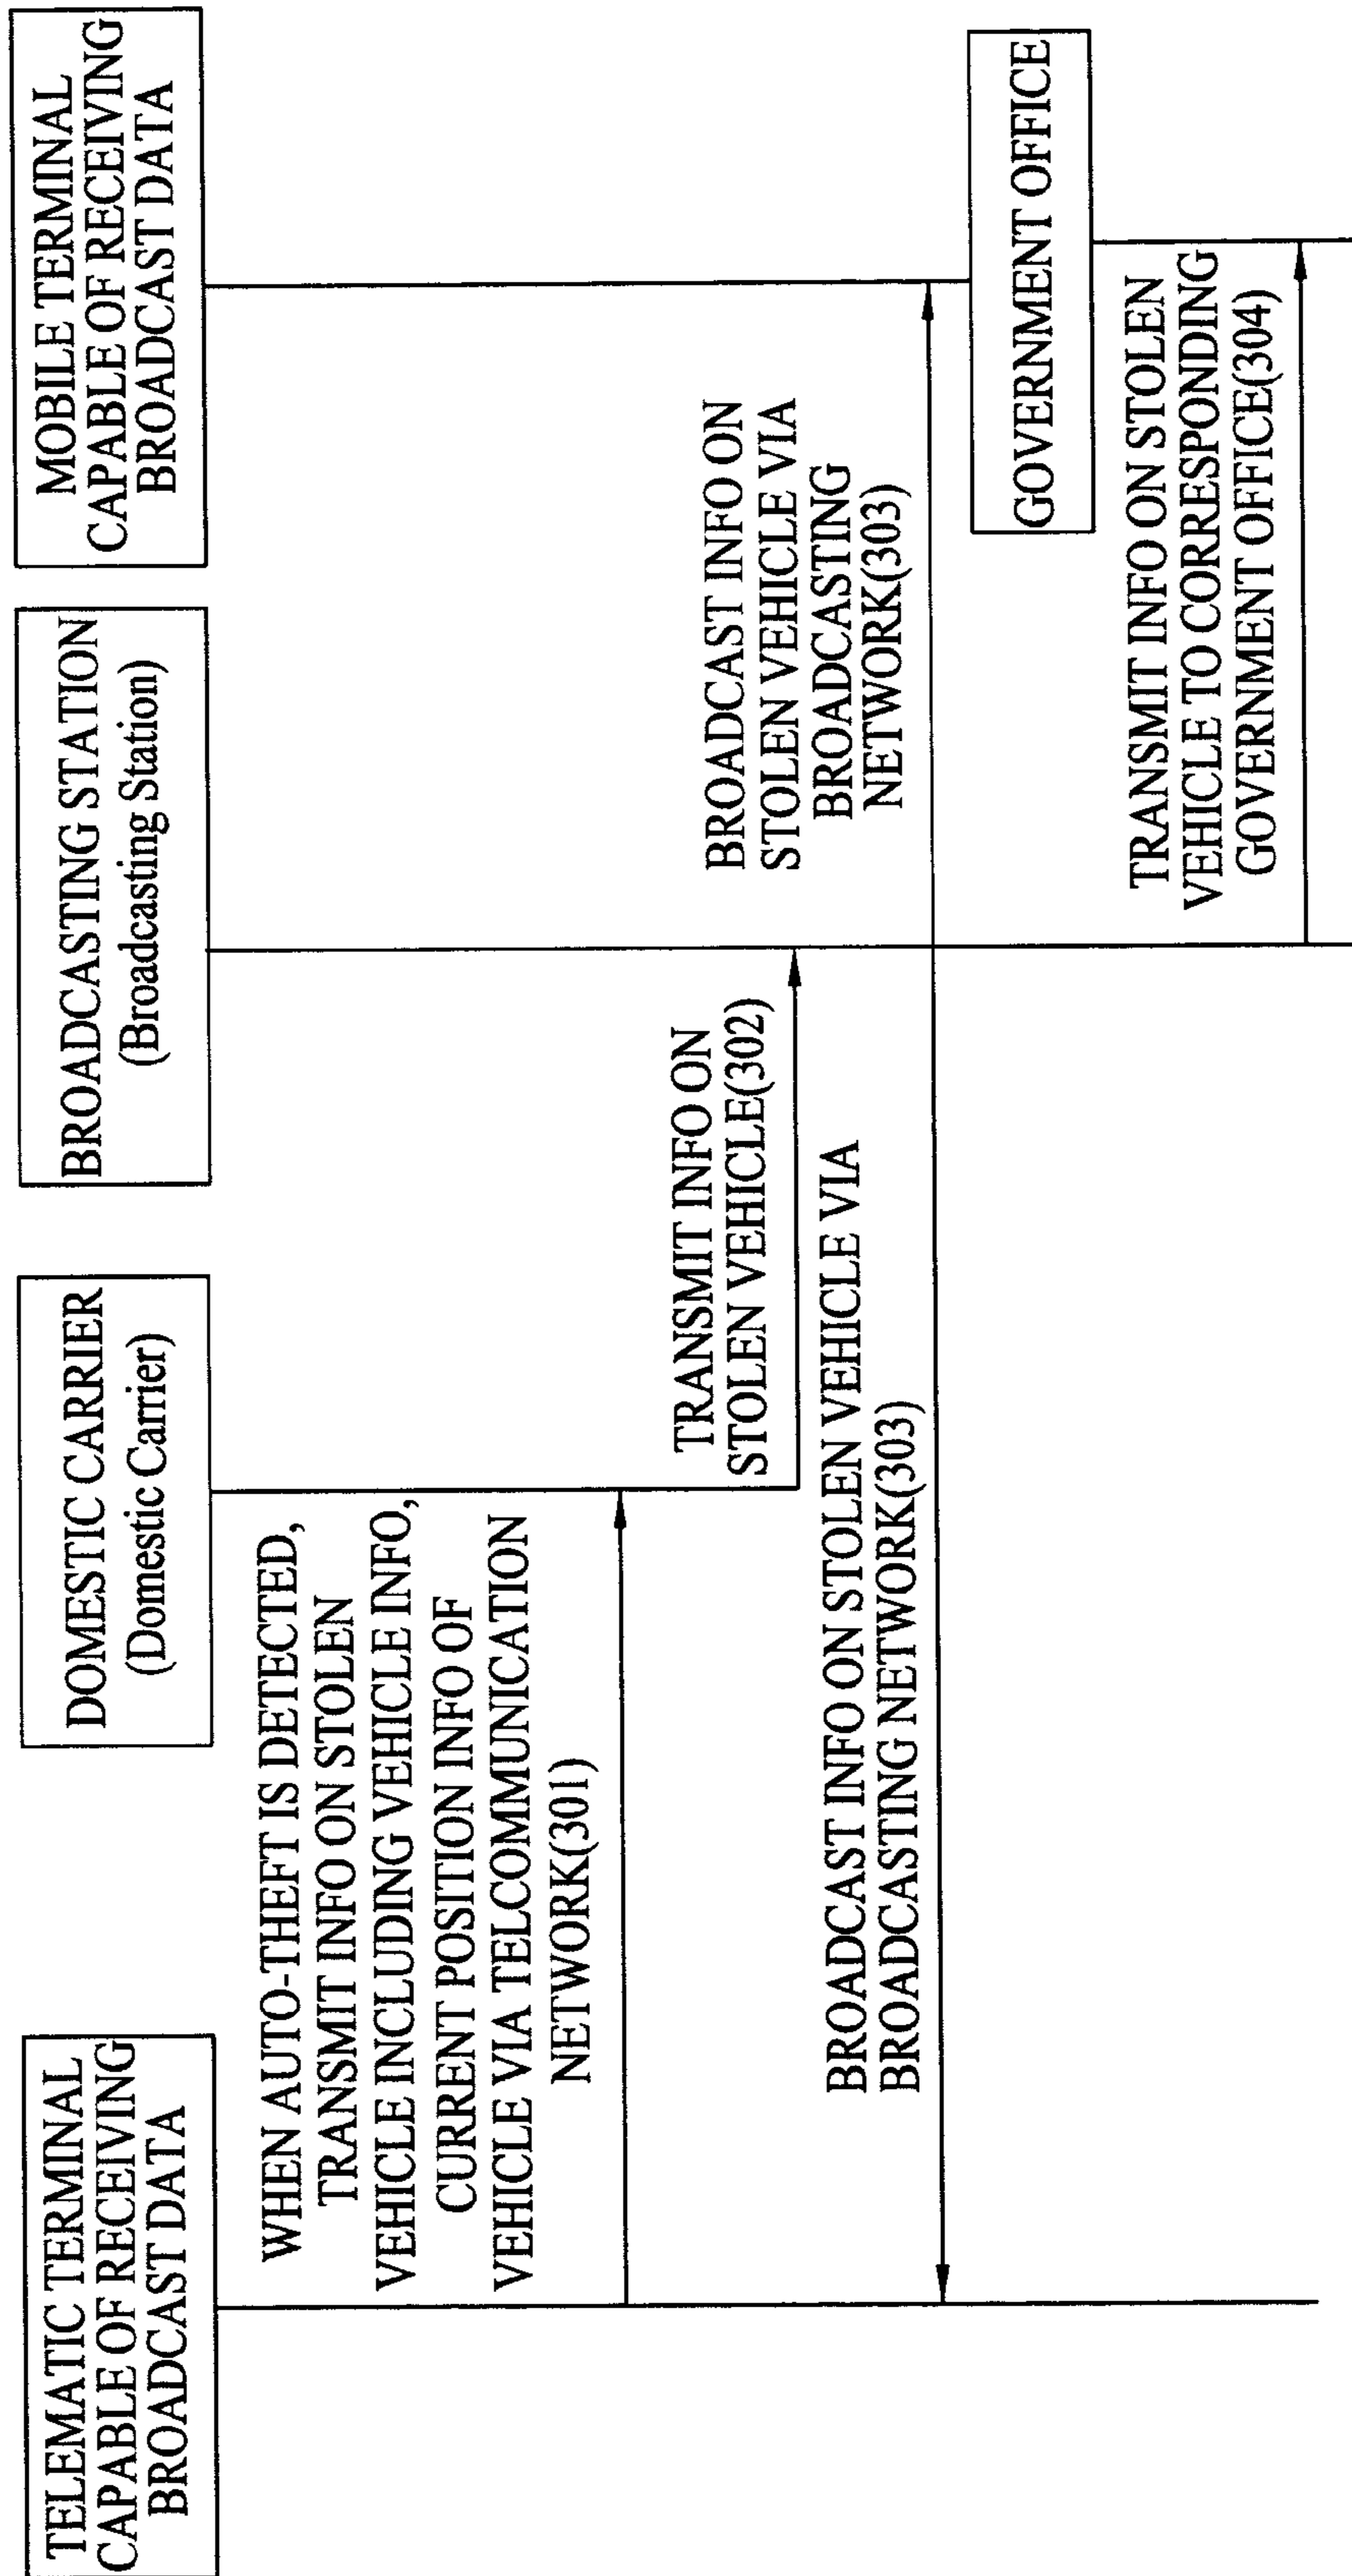 TELEMATIC TERMINAL
CAPABLE OF RECEIVING
BROADCAST DATA
DOMESTIC CARRIER
(Domestic Carrier)
BROADCASTING STATION
(Broadcasting Station)
MOBILE TERMINAL
CAPABLE OF RECEIVING
BROADCAST DATA
WHEN AUTO-THEFT IS DETECTED,
TRANSMIT INFO ON STOLEN
VEHICLE INCLUDING VEHICLE INFO,
CURRENT POSITION INFO OF
VEHICLE VIA TELCOMMUNICATION
NETWORK(301)
TRANSMIT INFO ON
STOLEN VEHICLE(302)
BROADCAST INFO ON STOLEN VEHICLE VIA
BROADCASTING NETWORK(303)
BROADCAST INFO ON
STOLEN VEHICLE VIA
BROADCASTING
NETWORK(303)
GOVERNMENT OFFICE
TRANSMIT INFO ON STOLEN
VEHICLE TO CORRESPONDING
GOVERNMENT OFFICE(304)